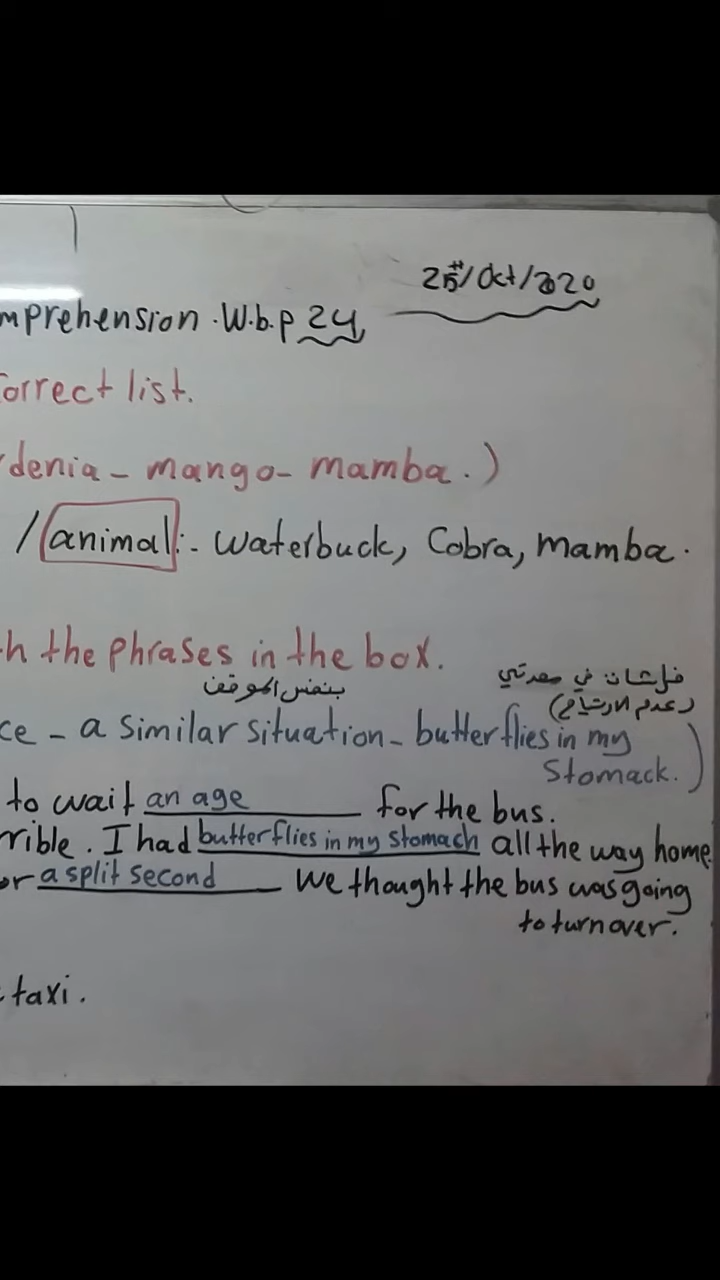 25th/Oct/2020
mprehension.W.b.p 24
orrect list.
denia - mango - mamba.)
/ animal:- waterbuck, Cobra, mamba.
h the phrases in the box.
بنفس الموقف
فراشات في معدتي
(عدم الارتياح)
ce - a similar situation - butterflies in my
Stomack.)
to wait an age for the bus.
rrible. I had butterflies in my stomach all the way home
or a split second we thought the bus was going
to turn over.
taxi.